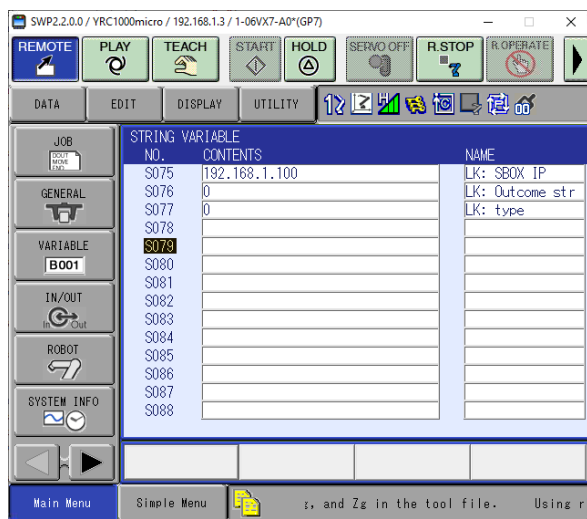 SWP2.2.0.0 / YRC1000micro / 192.168.1.3 / 1-06VX7-A0*(GP7)
REMOTE PLAY TEACH START HOLD SERVO OFF R.STOP R.OPERATE
DATA EDIT DISPLAY UTILITY
JOB
DOUT
MOVE
END
GENERAL
VARIABLE
B001
IN/OUT
In Out
ROBOT
SYSTEM INFO
STRING VARIABLE
NO. CONTENTS NAME
S075 192.168.1.100 LK: SBOX IP
S076 0 LK: Outcome str
S077 0 LK: type
S078
S079
S080
S081
S082
S083
S084
S085
S086
S087
S088
Main Menu Simple Menu , and Zg in the tool file. Using r